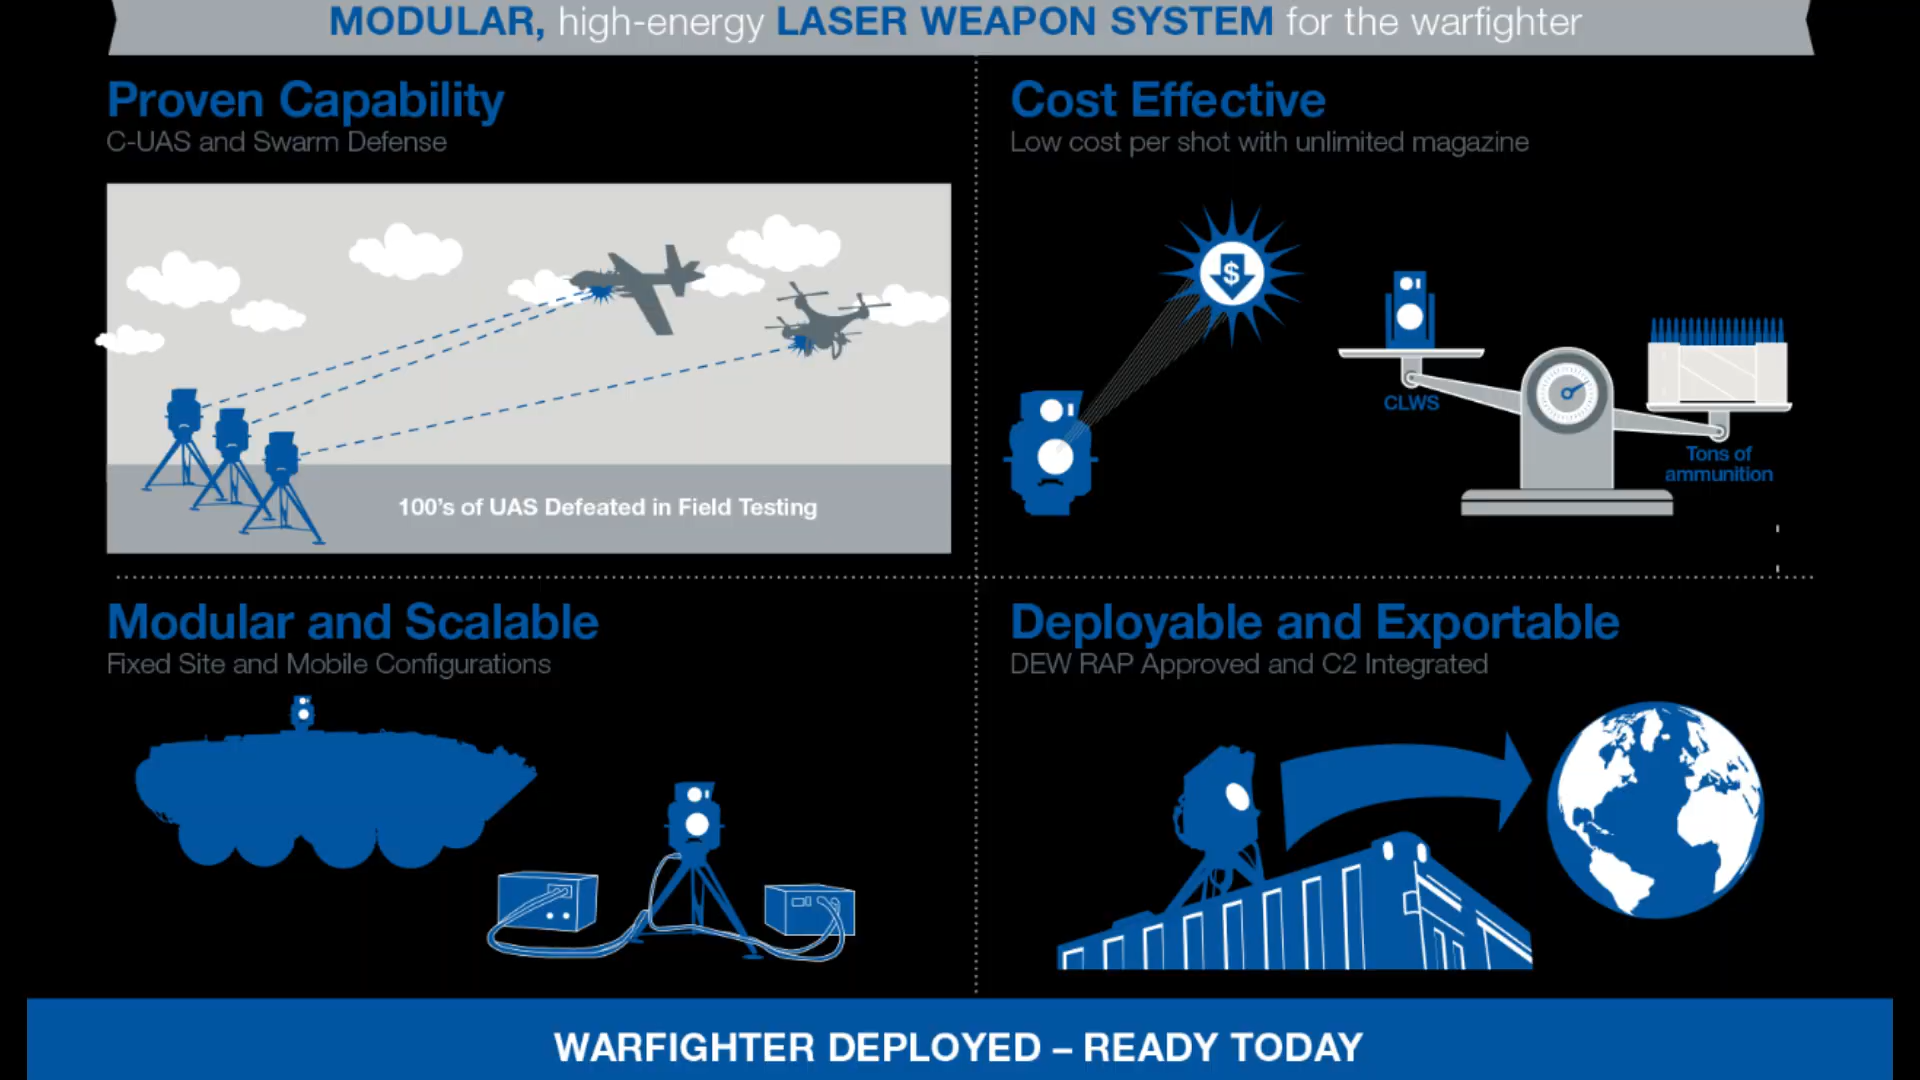 MODULAR, high-energy LASER WEAPON SYSTEM for the warfighter
Proven Capability
C-UAS and Swarm Defense
100's of UAS Defeated in Field Testing
Cost Effective
Low cost per shot with unlimited magazine
$
CLWS
Tons of
ammunition
Modular and Scalable
Fixed Site and Mobile Configurations
Deployable and Exportable
DEW RAP Approved and C2 Integrated
WARFIGHTER DEPLOYED – READY TODAY